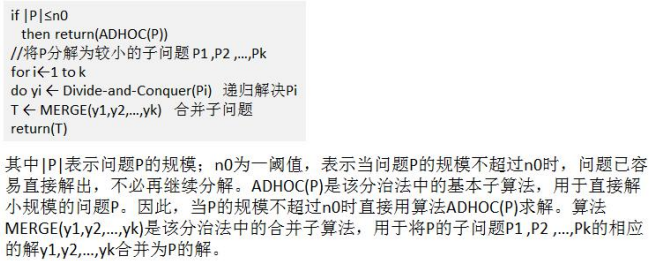 if |P|≤n0
then return(ADHOC(P))
//将P分解为较小的子问题 P1 ,P2 ,…,Pk
for i←1 to k
do yi ← Divide-and-Conquer(Pi) 递归解决Pi
T ← MERGE(y1,y2,…,yk) 合并子问题
return(T)
其中|P|表示问题P的规模；n0为一阈值，表示当问题P的规模不超过n0时，问题已容
易直接解出，不必再继续分解。ADHOC(P)是该分治法中的基本子算法，用于直接解
小规模的问题P。因此，当P的规模不超过n0时直接用算法ADHOC(P)求解。算法
MERGE(y1,y2,…,yk)是该分治法中的合并子算法，用于将P的子问题P1 ,P2 ,…,Pk的相应
的解y1,y2,…,yk合并为P的解。